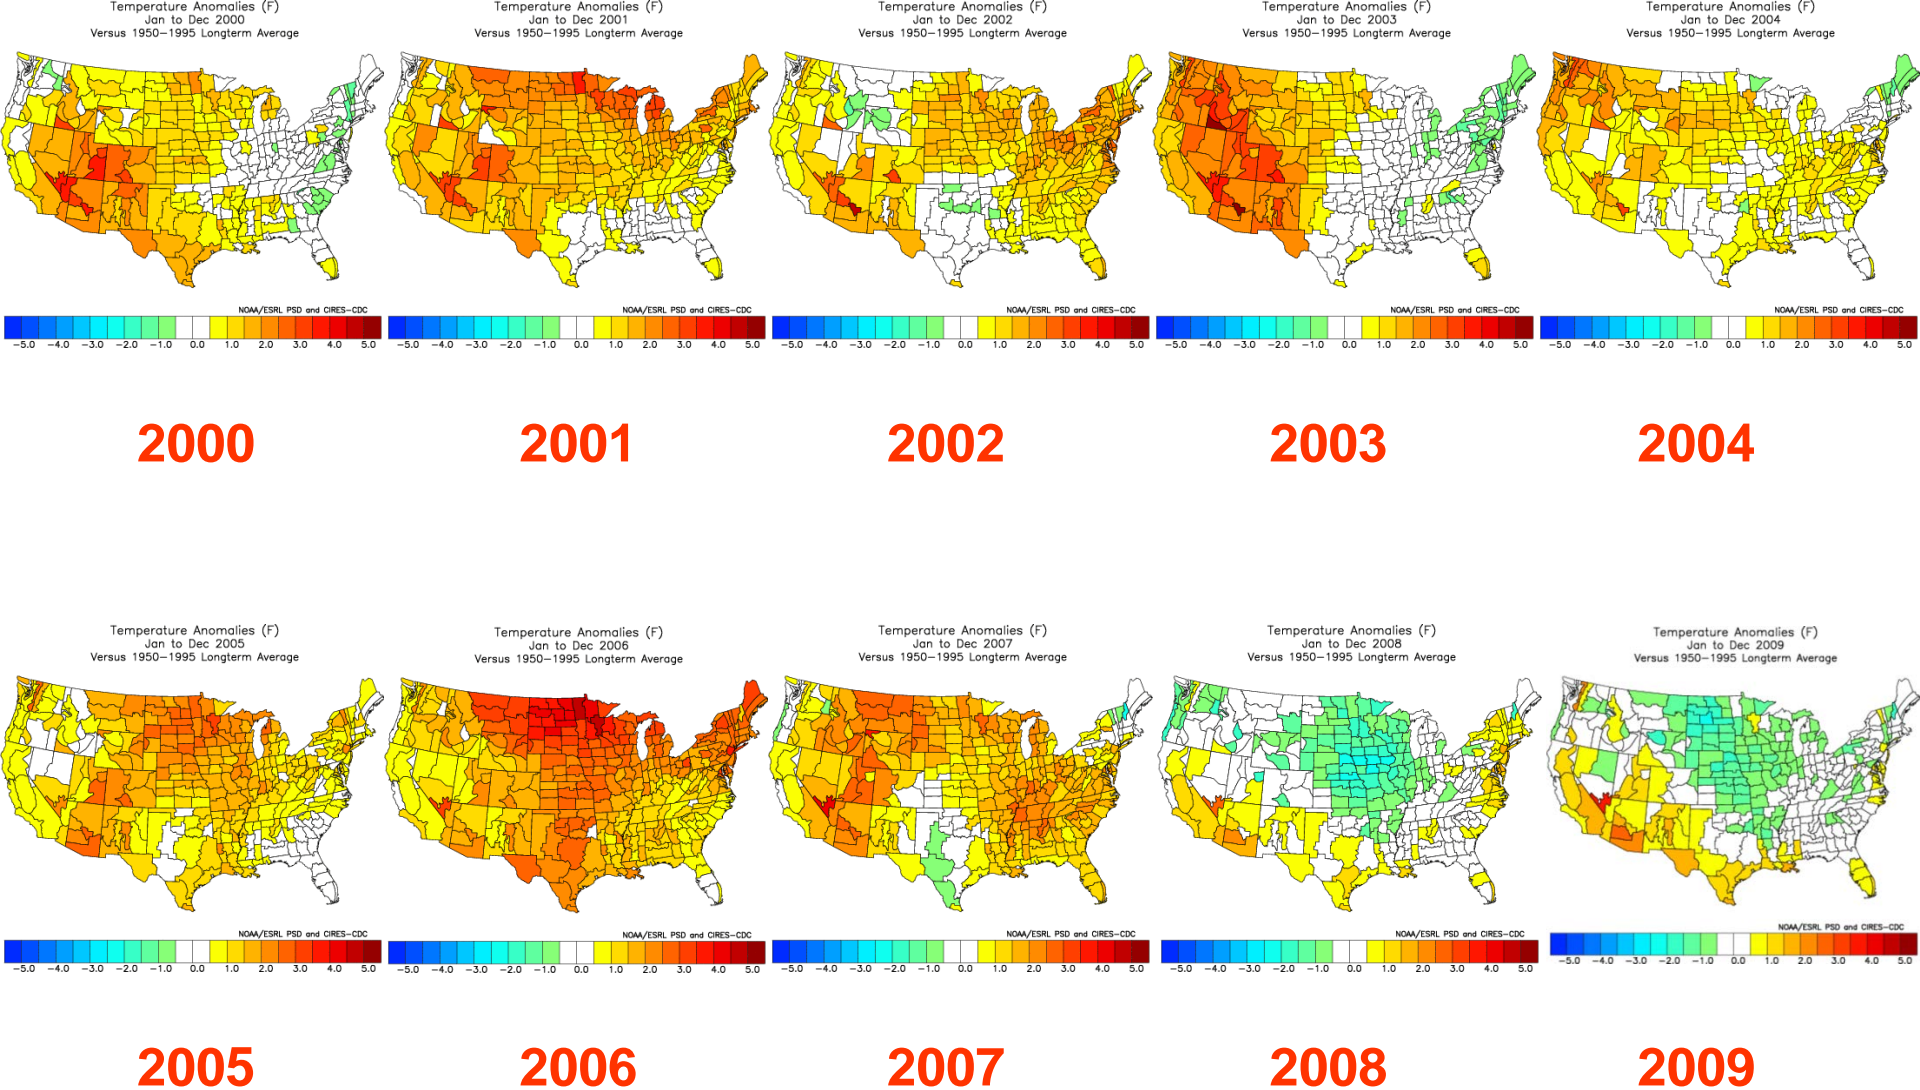 Temperature Anomalies (F)
Jan to Dec 2000
Versus 1950-1995 Longterm Average
NOAA/ESRL PSD and CIRES-CDC
-5.0 -4.0 -3.0 -2.0 -1.0 0.0 1.0 2.0 3.0 4.0 5.0
2000
Temperature Anomalies (F)
Jan to Dec 2001
Versus 1950-1995 Longterm Average
NOAA/ESRL PSD and CIRES-CDC
-5.0 -4.0 -3.0 -2.0 -1.0 0.0 1.0 2.0 3.0 4.0 5.0
2001
Temperature Anomalies (F)
Jan to Dec 2002
Versus 1950-1995 Longterm Average
NOAA/ESRL PSD and CIRES-CDC
-5.0 -4.0 -3.0 -2.0 -1.0 0.0 1.0 2.0 3.0 4.0 5.0
2002
Temperature Anomalies (F)
Jan to Dec 2003
Versus 1950-1995 Longterm Average
NOAA/ESRL PSD and CIRES-CDC
-5.0 -4.0 -3.0 -2.0 -1.0 0.0 1.0 2.0 3.0 4.0 5.0
2003
Temperature Anomalies (F)
Jan to Dec 2004
Versus 1950-1995 Longterm Average
NOAA/ESRL PSD and CIRES-CDC
-5.0 -4.0 -3.0 -2.0 -1.0 0.0 1.0 2.0 3.0 4.0 5.0
2004
Temperature Anomalies (F)
Jan to Dec 2005
Versus 1950-1995 Longterm Average
NOAA/ESRL PSD and CIRES-CDC
-5.0 -4.0 -3.0 -2.0 -1.0 0.0 1.0 2.0 3.0 4.0 5.0
2005
Temperature Anomalies (F)
Jan to Dec 2006
Versus 1950-1995 Longterm Average
NOAA/ESRL PSD and CIRES-CDC
-5.0 -4.0 -3.0 -2.0 -1.0 0.0 1.0 2.0 3.0 4.0 5.0
2006
Temperature Anomalies (F)
Jan to Dec 2007
Versus 1950-1995 Longterm Average
NOAA/ESRL PSD and CIRES-CDC
-5.0 -4.0 -3.0 -2.0 -1.0 0.0 1.0 2.0 3.0 4.0 5.0
2007
Temperature Anomalies (F)
Jan to Dec 2008
Versus 1950-1995 Longterm Average
NOAA/ESRL PSD and CIRES-CDC
-5.0 -4.0 -3.0 -2.0 -1.0 0.0 1.0 2.0 3.0 4.0 5.0
2008
Temperature Anomalies (F)
Jan to Dec 2009
Versus 1950-1995 Longterm Average
NOAA/ESRL PSD and CIRES-CDC
-5.0 -4.0 -3.0 -2.0 -1.0 0.0 1.0 2.0 3.0 4.0 5.0
2009